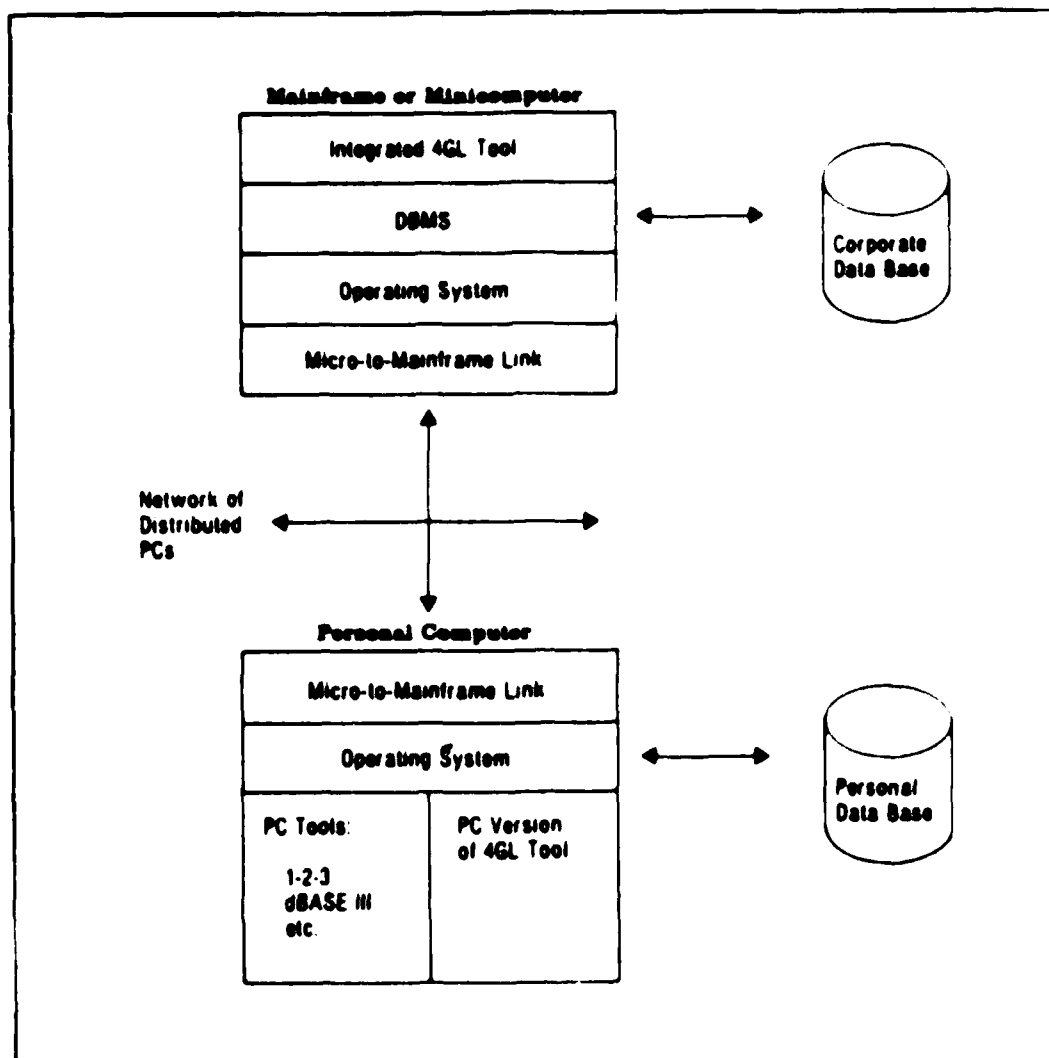 Mainframe or Minicomputer
Integrated 4GL Tool
DBMS
Operating System
Micro-to-Mainframe Link
Corporate
Data Base
Network of
Distributed
PCs
Personal Computer
Micro-to-Mainframe Link
Operating System
PC Tools:
1-2-3
dBASE III
etc.
PC Version
of 4GL Tool
Personal
Data Base